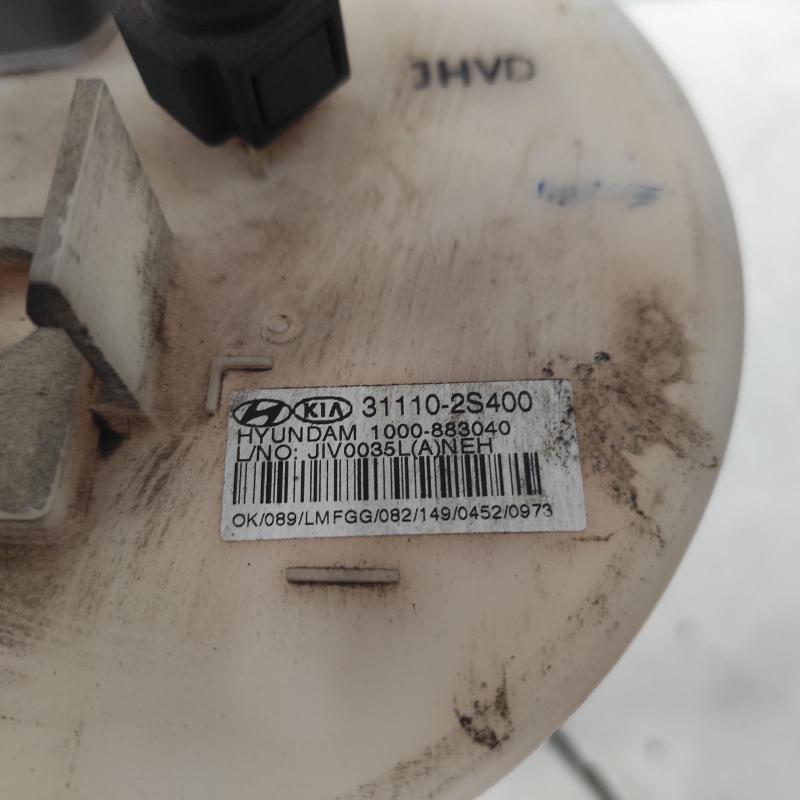 JHVD
KIA 31110-2S400
HYUNDAM 1000-883040
L/NO: JIV0035L(A)NEH
OK/089/LMFGG/082/149/0452/0973